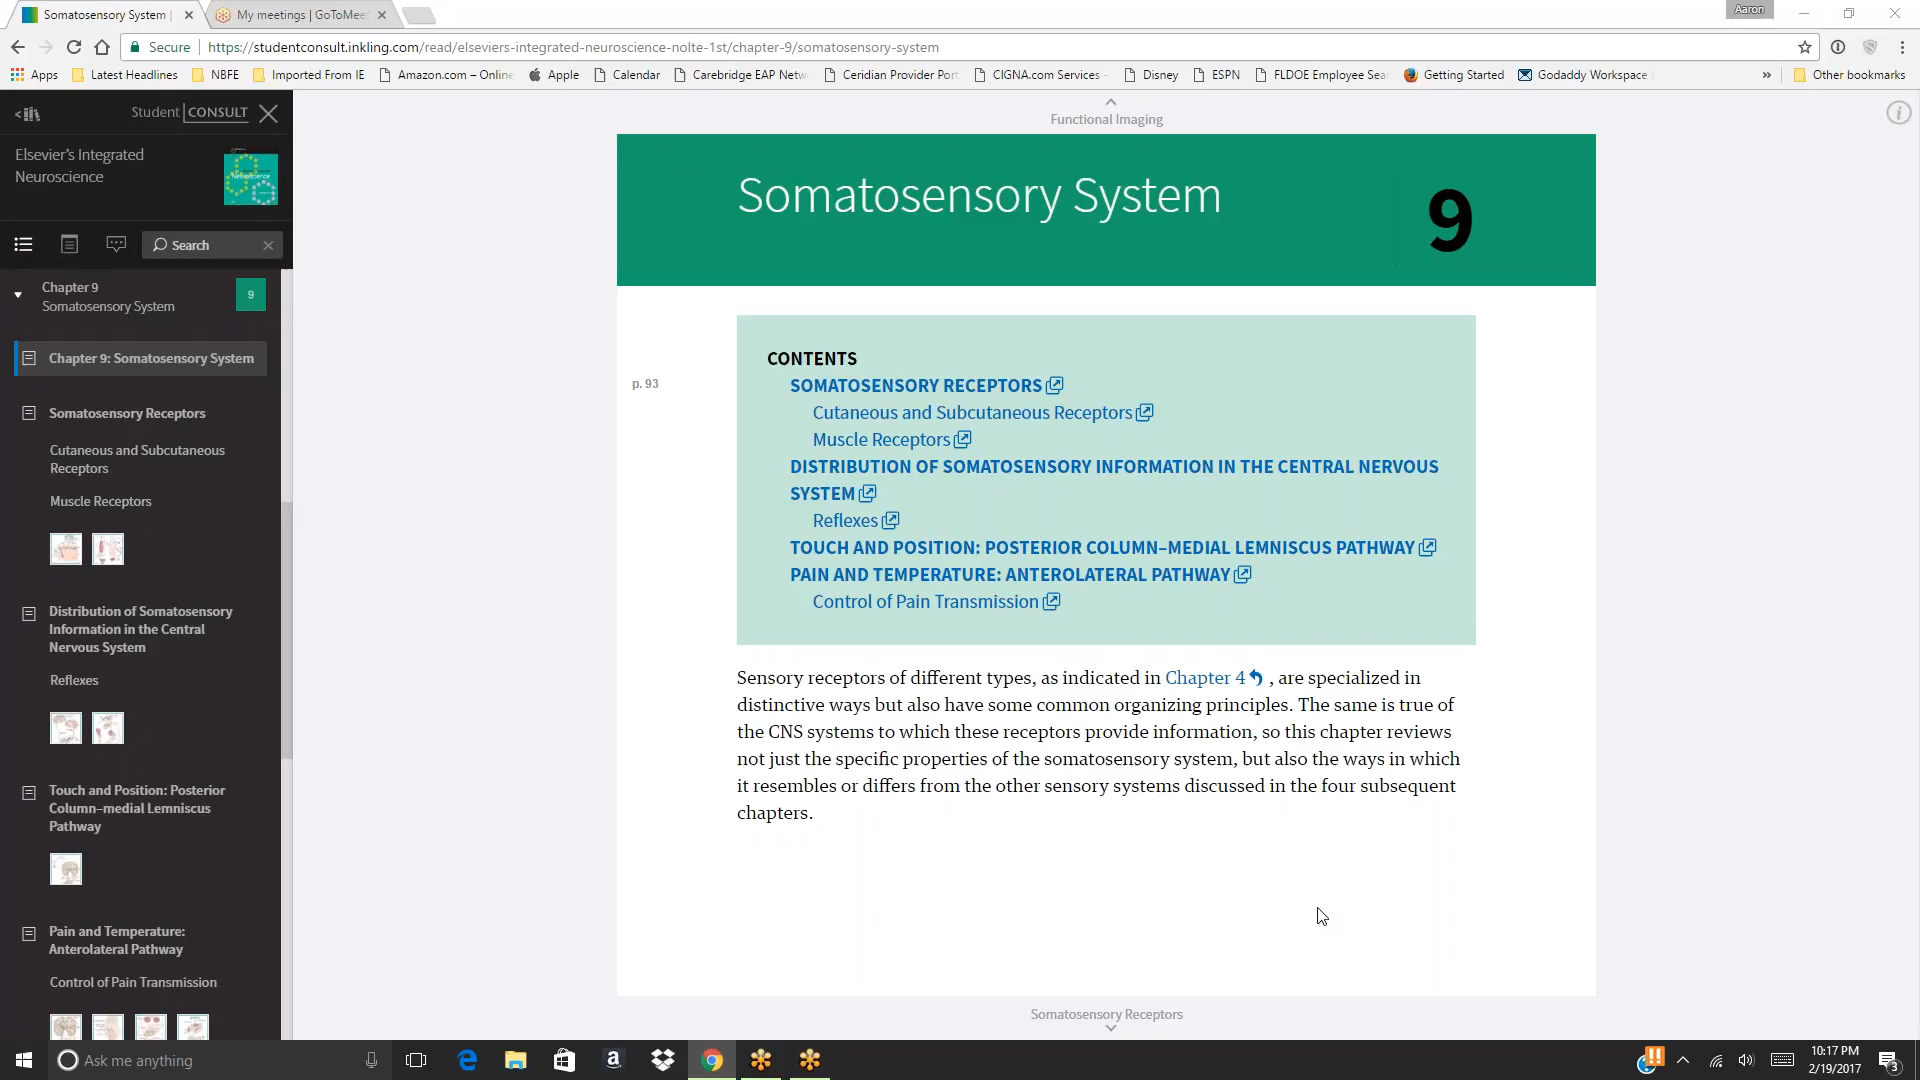 Somatosensory System |
My meetings | GoToMee
Aaron
Secure
https://studentconsult.inkling.com/read/elseviers-integrated-neuroscience-nolte-1st/chapter-9/somatosensory-system
Apps
Latest Headlines
NBFE
Imported From IE
Amazon.com – Online
Apple
Calendar
Carebridge EAP Netw
Ceridian Provider Por
CIGNA.com Services -
Disney
ESPN
FLDOE Employee Sea
Getting Started
Godaddy Workspace
»
Other bookmarks
Student CONSULT
Elsevier's Integrated
Neuroscience
Search
Chapter 9
Somatosensory System
9
Chapter 9: Somatosensory System
Somatosensory Receptors
Cutaneous and Subcutaneous
Receptors
Muscle Receptors
Distribution of Somatosensory
Information in the Central
Nervous System
Reflexes
Touch and Position: Posterior
Column–medial Lemniscus
Pathway
Pain and Temperature:
Anterolateral Pathway
Control of Pain Transmission
Functional Imaging
Somatosensory System
9
p. 93
CONTENTS
SOMATOSENSORY RECEPTORS
Cutaneous and Subcutaneous Receptors
Muscle Receptors
DISTRIBUTION OF SOMATOSENSORY INFORMATION IN THE CENTRAL NERVOUS
SYSTEM
Reflexes
TOUCH AND POSITION: POSTERIOR COLUMN–MEDIAL LEMNISCUS PATHWAY
PAIN AND TEMPERATURE: ANTEROLATERAL PATHWAY
Control of Pain Transmission
Sensory receptors of different types, as indicated in Chapter 4 , are specialized in
distinctive ways but also have some common organizing principles. The same is true of
the CNS systems to which these receptors provide information, so this chapter reviews
not just the specific properties of the somatosensory system, but also the ways in which
it resembles or differs from the other sensory systems discussed in the four subsequent
chapters.
Somatosensory Receptors
Ask me anything
10:17 PM
2/19/2017
3